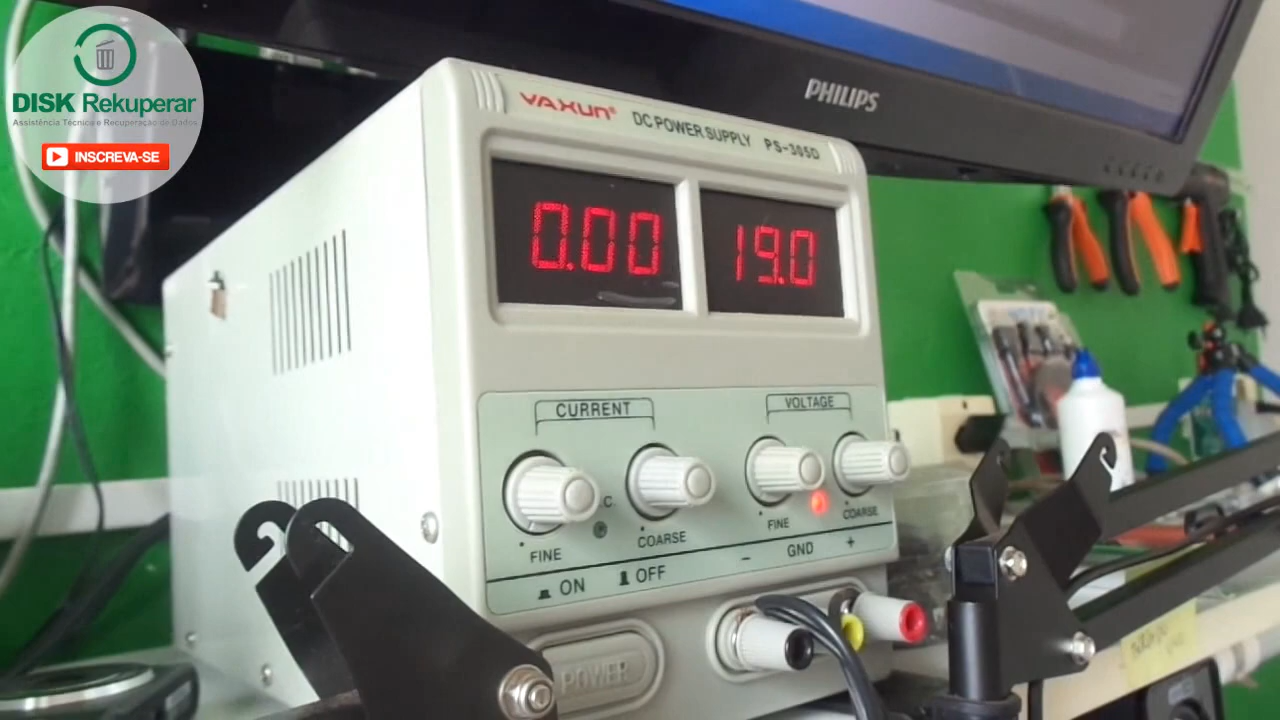 DISK Rekuperar
Assistência Técnica e Recuperação de Dados
INSCREVA-SE
PHILIPS
YAXUN® DC POWER SUPPLY PS-305D
0.00 19.0
CURRENT VOLTAGE
C
FINE COARSE FINE COARSE
ON OFF - GND +
POWER